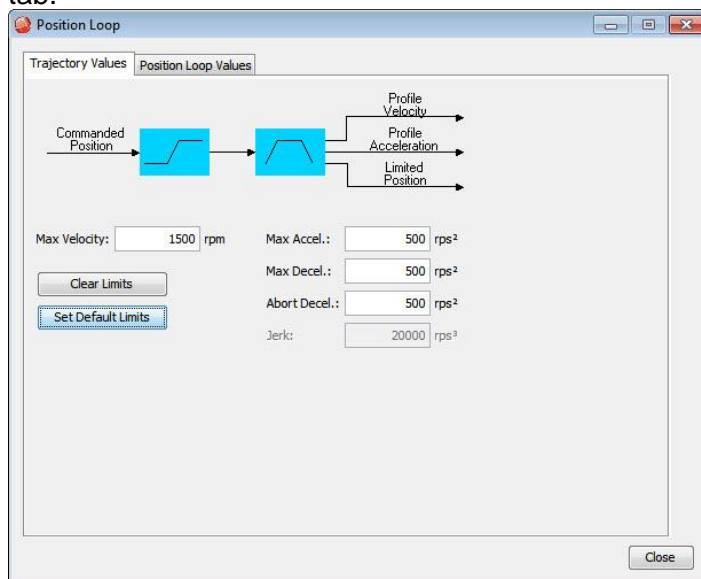 tab.
Position Loop
Trajectory Values Position Loop Values
Profile
Velocity
Commanded
Position
Profile
Acceleration
Limited
Position
Max Velocity: 1500 rpm Max Accel.: 500 rps²
Max Decel.: 500 rps²
Clear Limits
Abort Decel.: 500 rps²
Set Default Limits
Jerk: 20000 rps³
Close